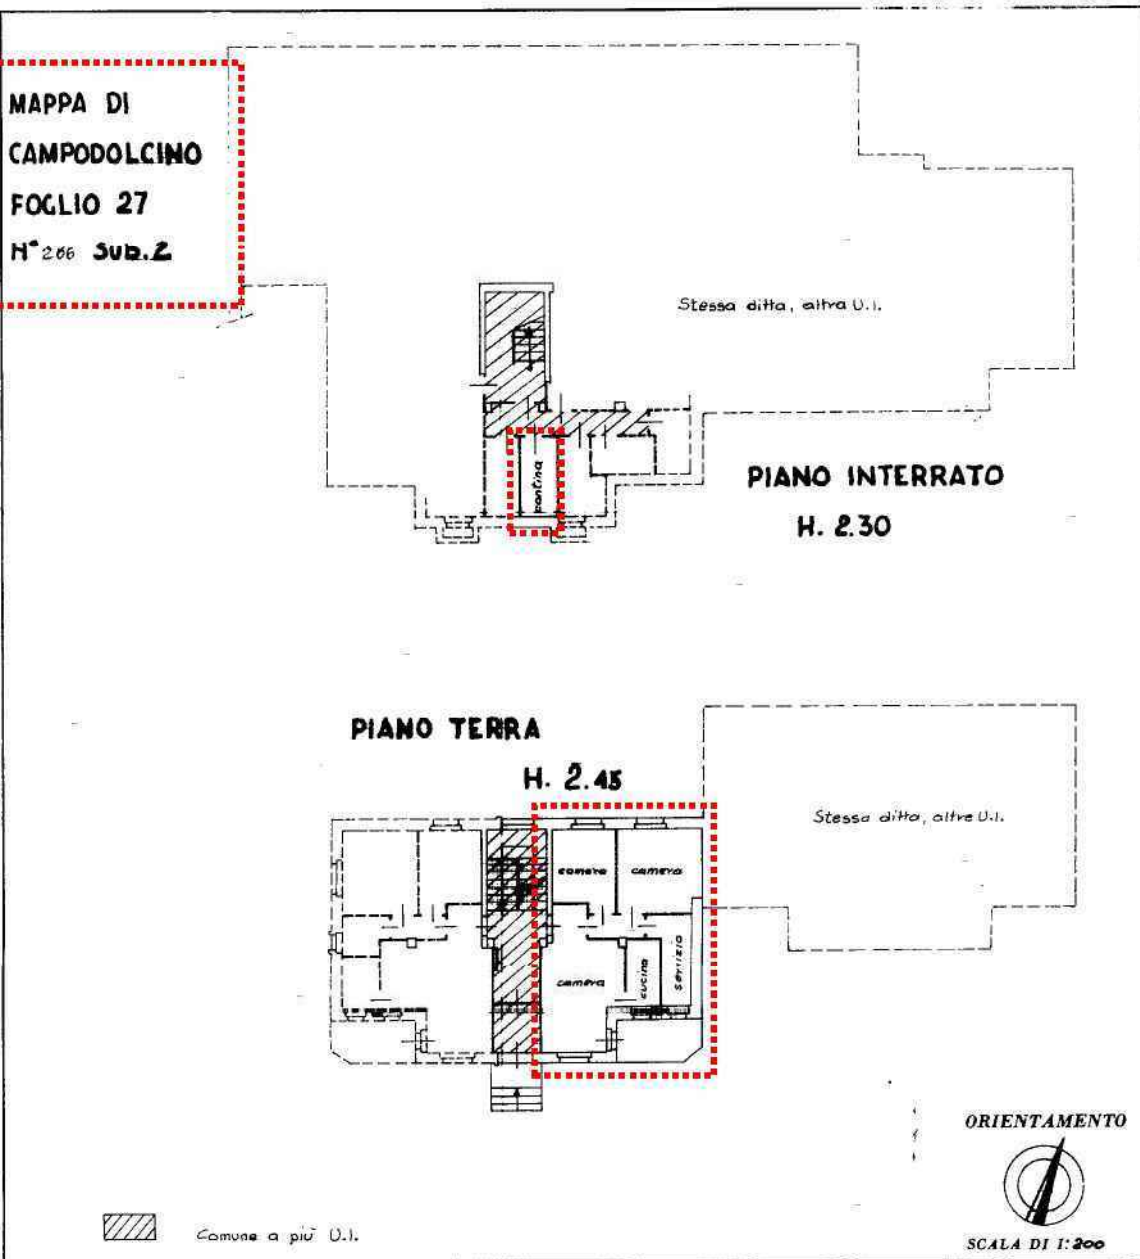 MAPPA DI
CAMPODOLCINO
FOGLIO 27
N° 266 Sub. 2
Stessa ditta, altra U.I.
cantina
PIANO INTERRATO
H. 2.30
PIANO TERRA
H. 2.45
Stessa ditta, altre U.I.
camera camera
camera
cucina
servizio
ORIENTAMENTO
SCALA DI 1:200
Comune a più U.I.